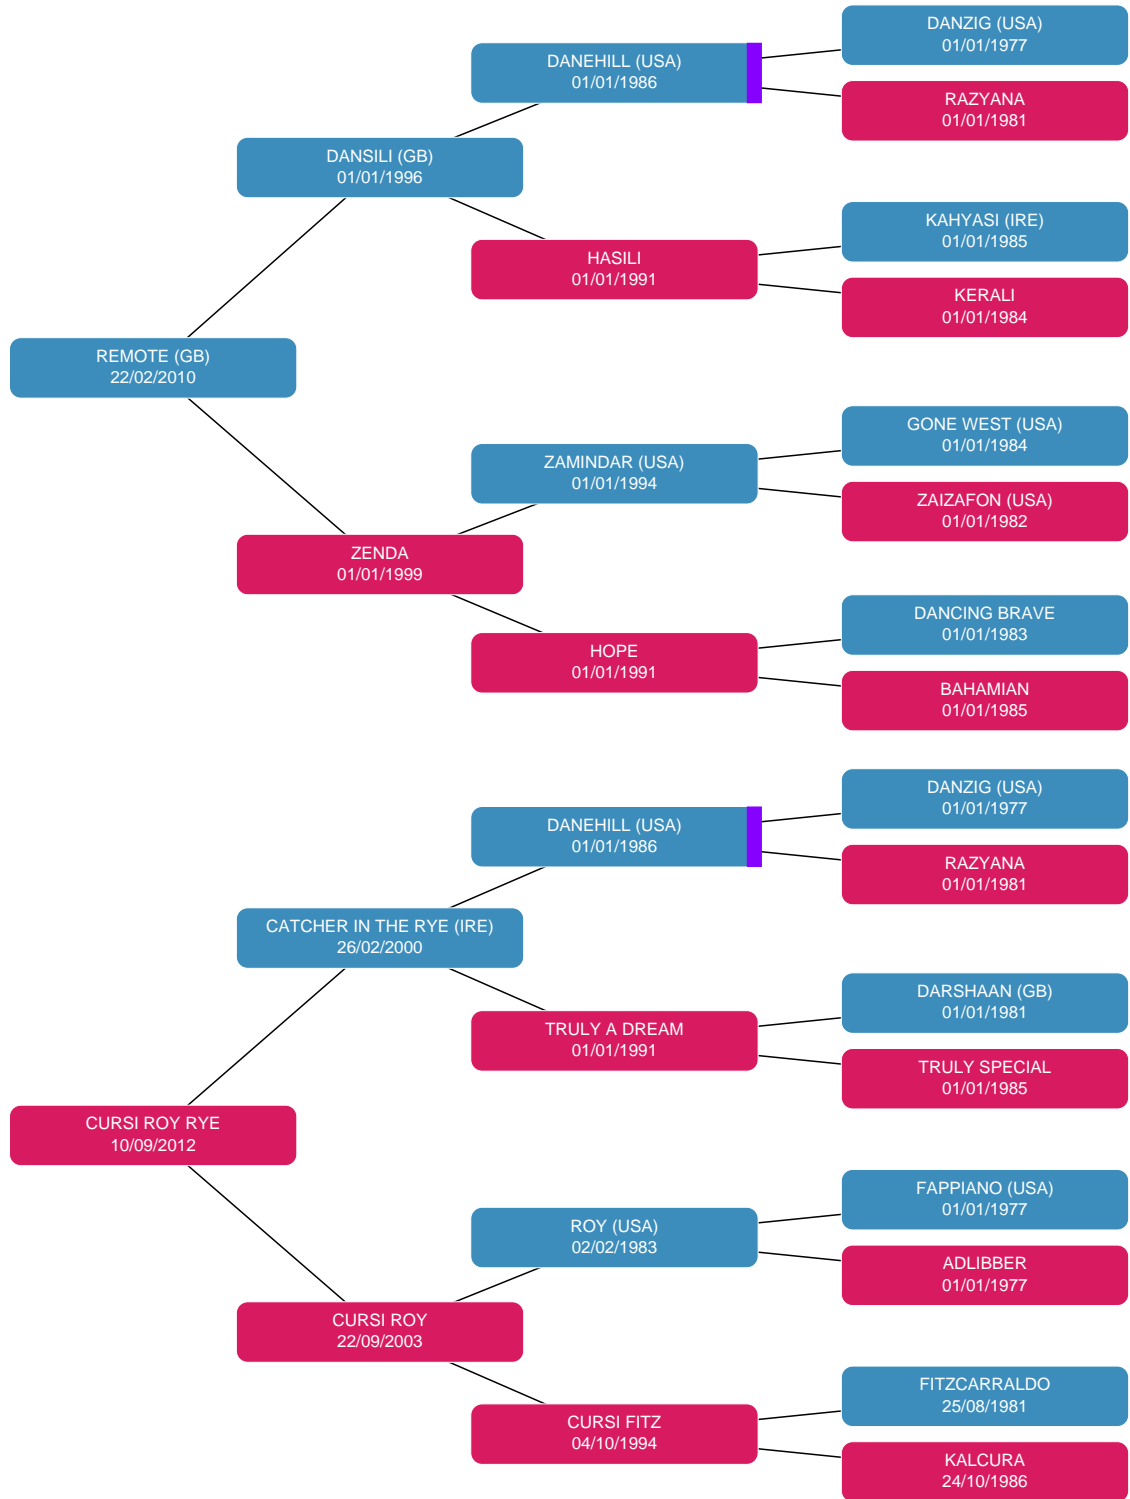 DANZIG (USA)
01/01/1977
DANEHILL (USA)
01/01/1986
RAZYANA
01/01/1981
DANSILI (GB)
01/01/1996
KAHYASI (IRE)
01/01/1985
HASILI
01/01/1991
KERALI
01/01/1984
REMOTE (GB)
22/02/2010
GONE WEST (USA)
01/01/1984
ZAMINDAR (USA)
01/01/1994
ZAIZAFON (USA)
01/01/1982
ZENDA
01/01/1999
DANCING BRAVE
01/01/1983
HOPE
01/01/1991
BAHAMIAN
01/01/1985
DANZIG (USA)
01/01/1977
DANEHILL (USA)
01/01/1986
RAZYANA
01/01/1981
CATCHER IN THE RYE (IRE)
26/02/2000
DARSHAAN (GB)
01/01/1981
TRULY A DREAM
01/01/1991
TRULY SPECIAL
01/01/1985
CURSI ROY RYE
10/09/2012
FAPPIANO (USA)
01/01/1977
ROY (USA)
02/02/1983
ADLIBBER
01/01/1977
CURSI ROY
22/09/2003
FITZCARRALDO
25/08/1981
CURSI FITZ
04/10/1994
KALCURA
24/10/1986